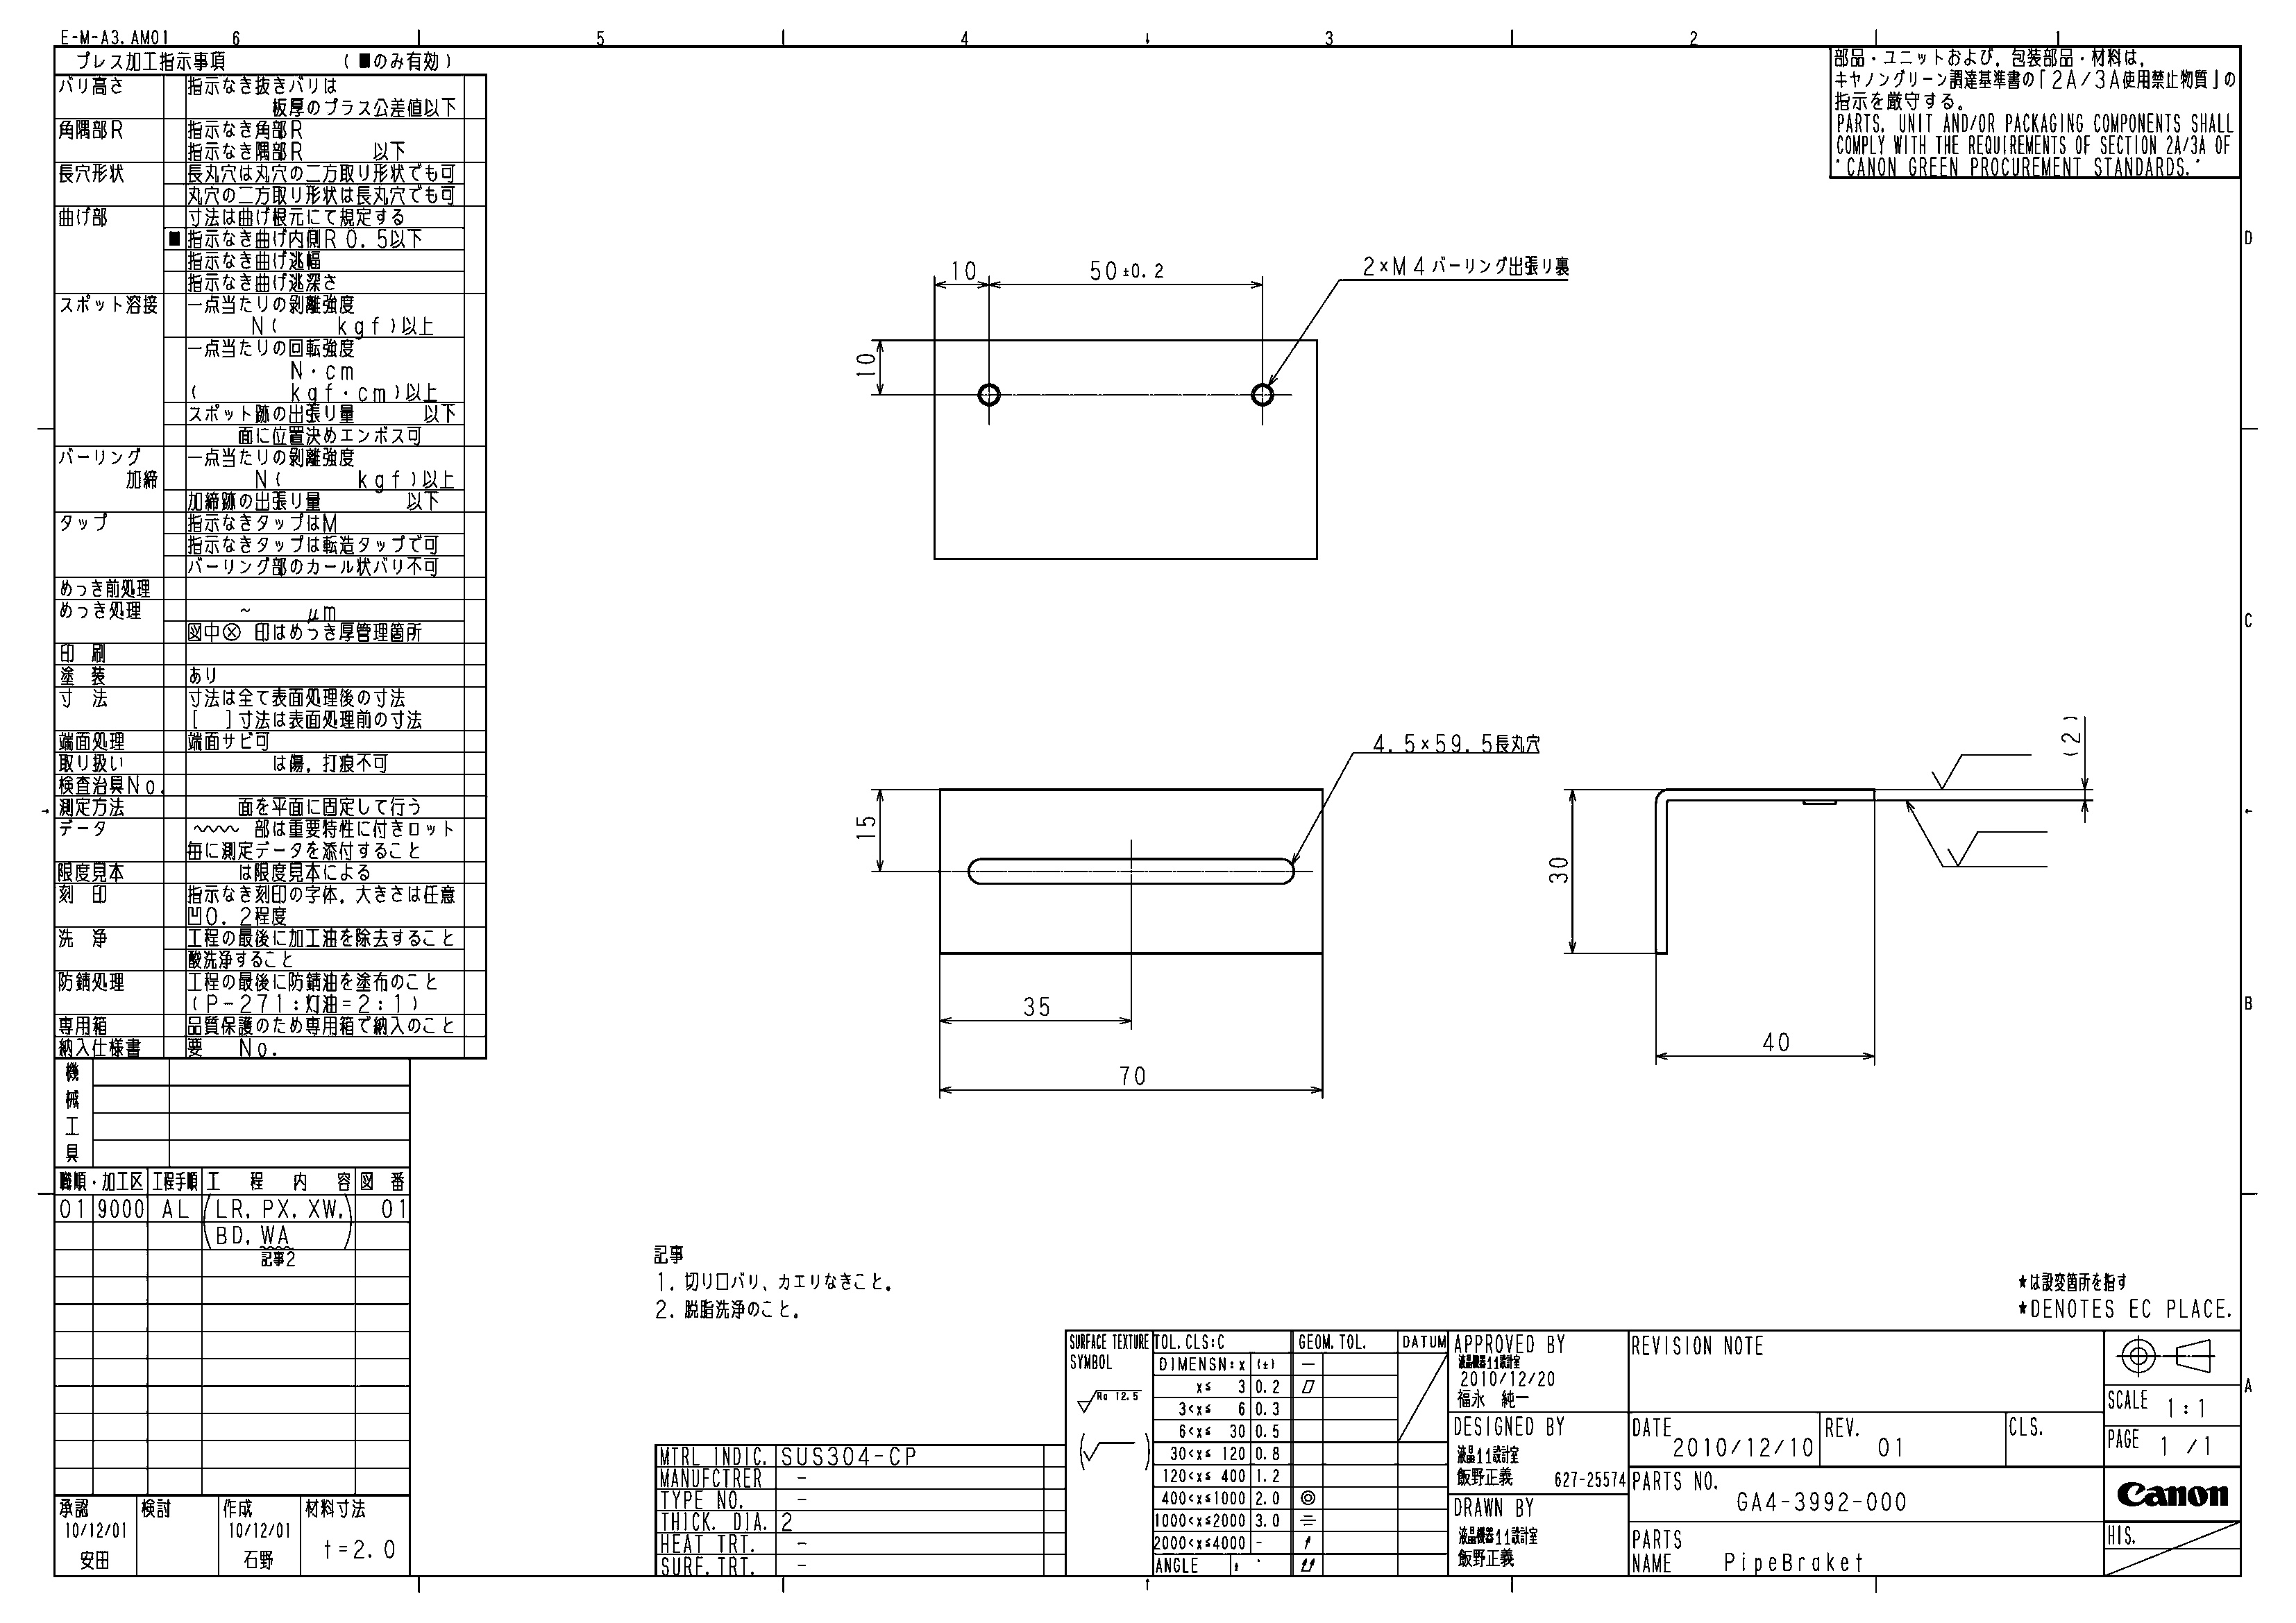 E-M-A3. AM01
6 5 4 3 2 1
プレス加工指示事項 (■のみ有効)
バリ高さ 指示なき抜きバリは
板厚のプラス公差値以下
角隅部R 指示なき角部R
指示なき隅部R 以下
長穴形状 長丸穴は丸穴の二方取り形状でも可
丸穴の二方取り形状は長丸穴でも可
曲げ部 寸法は曲げ根元にて規定する
■ 指示なき曲げ内側R0.5以下
指示なき曲げ逃幅
指示なき曲げ逃深さ
スポット溶接 一点当たりの剥離強度
N( kgf)以上
一点当たりの回転強度
N・cm
( kgf・cm)以上
スポット跡の出張り量 以下
面に位置決めエンボス可
バーリング 一点当たりの剥離強度
加締 N( kgf)以上
加締跡の出張り量 以下
タップ 指示なきタップはM
指示なきタップは転造タップで可
バーリング部のカール状バリ不可
めっき前処理
めっき処理 ~ μm
図中⊗ 印はめっき厚管理箇所
印 刷
塗 装 あり
寸 法 寸法は全て表面処理後の寸法
[ ]寸法は表面処理前の寸法
端面処理 端面サビ可
取り扱い は傷, 打痕不可
検査治具No.
測定方法 面を平面に固定して行う
データ 〜〜〜〜 部は重要特性に付きロット
毎に測定データを添付すること
限度見本 は限度見本による
刻 印 指示なき刻印の字体, 大きさは任意
凹0.2程度
洗 浄 工程の最後に加工油を除去すること
酸洗浄すること
防錆処理 工程の最後に防錆油を塗布のこと
(P-271:灯油=2:1)
専用箱 品質保護のため専用箱で納入のこと
納入仕様書 要 No.
機
械
工
具
職順・加工区 工程手順 工 程 内 容 図 番
01 9000 AL (LR, PX, XW,) 01
(BD, WA )
記事2
承認 検討 作成 材料寸法
10/12/01 10/12/01
安田 石野 t=2.0
部品・ユニットおよび, 包装部品・材料は,
キヤノングリーン調達基準書の「2A/3A使用禁止物質」の
指示を厳守する。
PARTS, UNIT AND/OR PACKAGING COMPONENTS SHALL
COMPLY WITH THE REQUIREMENTS OF SECTION 2A/3A OF
"CANON GREEN PROCUREMENT STANDARDS."
D
C
B
A
10 50±0.2 2×M4バーリング出張り裏
10
4.5×59.5長丸穴
15
35
70
30
40
(2)
記事
1. 切り口バリ、カエリなきこと。
2. 脱脂洗浄のこと。
★は設変箇所を指す
★DENOTES EC PLACE.
MTRL INDIC. SUS304-CP
MANUFCTRER -
TYPE NO. -
THICK. DIA. 2
HEAT TRT. -
SURF. TRT. -
SURFACE TEXTURE
SYMBOL
Ra 12.5
TOL. CLS:C
DIMENSN:x (±)
x≤ 3 0.2
3<x≤ 6 0.3
6<x≤ 30 0.5
30<x≤ 120 0.8
120<x≤ 400 1.2
400<x≤1000 2.0
1000<x≤2000 3.0
2000<x≤4000 -
ANGLE ± °
GEOM. TOL. DATUM
APPROVED BY
液晶機器11設計室
2010/12/20
福永 純一
DESIGNED BY
液晶11設計室
飯野正義 627-25574
DRAWN BY
液晶機器11設計室
飯野正義
REVISION NOTE
DATE 2010/12/10 REV. 01 CLS.
PARTS NO.
GA4-3992-000
PARTS
NAME PipeBraket
SCALE 1:1
PAGE 1 /1
Canon
HIS.